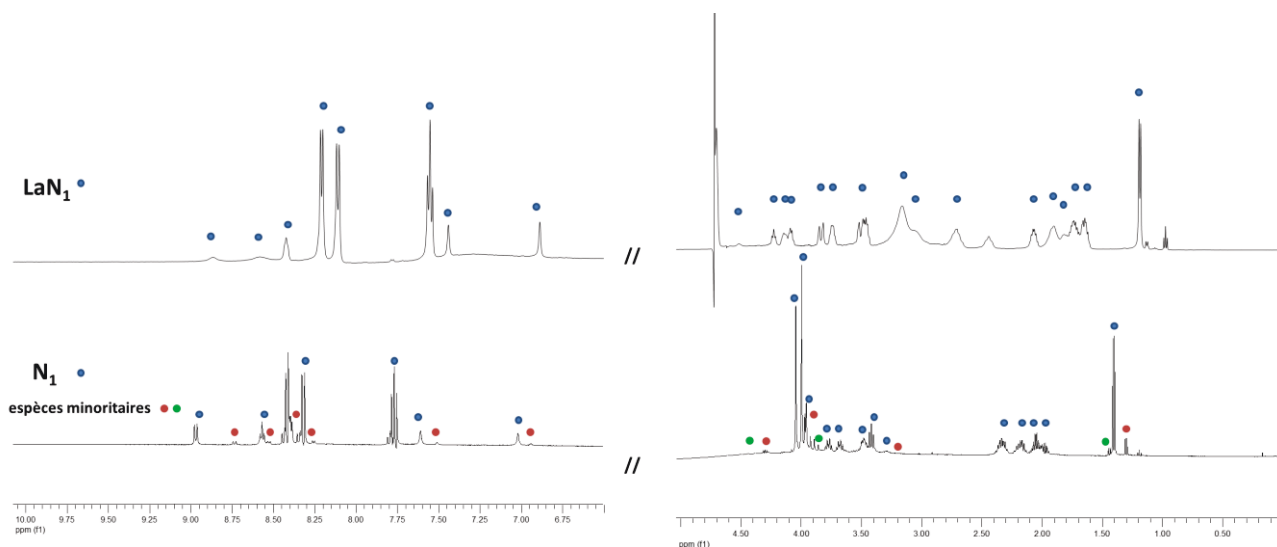 LaN₁
//
//
N₁
espèces minoritaires
10.00 9.75 9.50 9.25 9.00 8.75 8.50 8.25 8.00 7.75 7.50 7.25 7.00 6.75
ppm (f1)
4.50 4.00 3.50 3.00 2.50 2.00 1.50 1.00 0.50
ppm (f1)